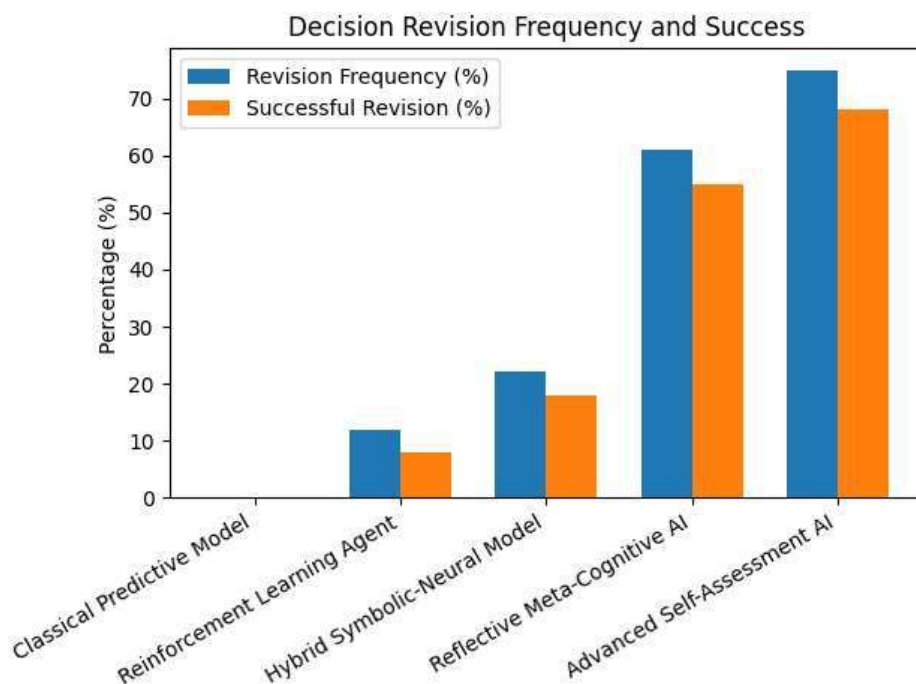 Decision Revision Frequency and Success
Revision Frequency (%)
Successful Revision (%)
Percentage (%)
70
60
50
40
30
20
10
0
Classical Predictive Model
Reinforcement Learning Agent
Hybrid Symbolic-Neural Model
Reflective Meta-Cognitive AI
Advanced Self-Assessment AI